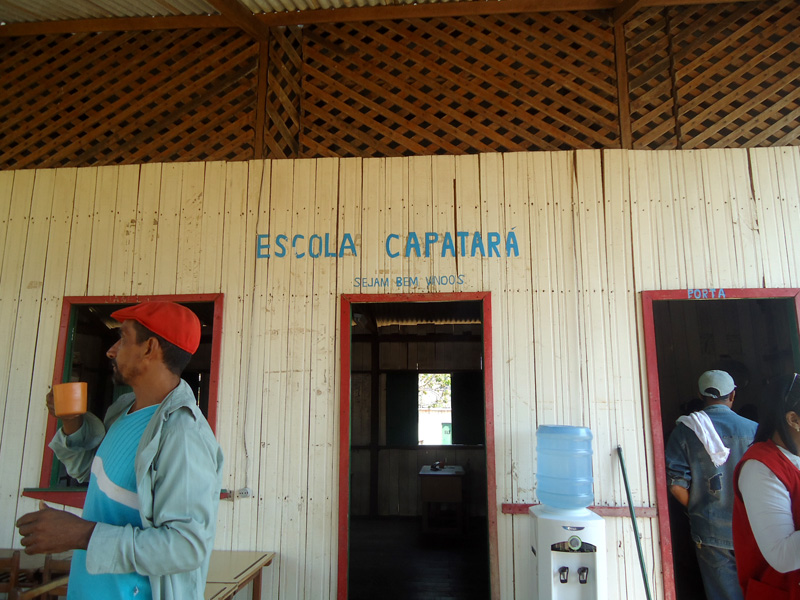 ESCOLA CAPATARÁ
SEJAM BEM VINDOS
PORTA